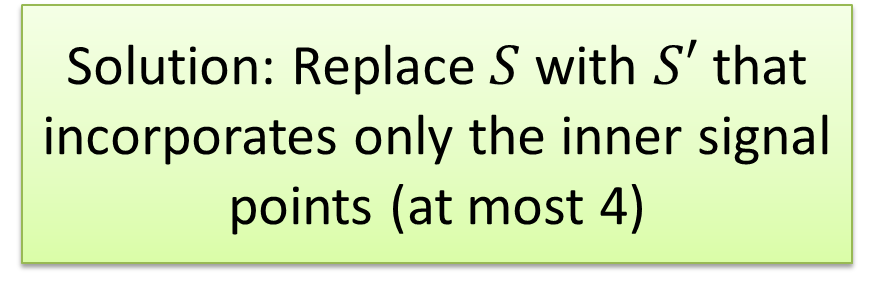 Solution: Replace 𝑆 with 𝑆′ that
incorporates only the inner signal
points (at most 4)